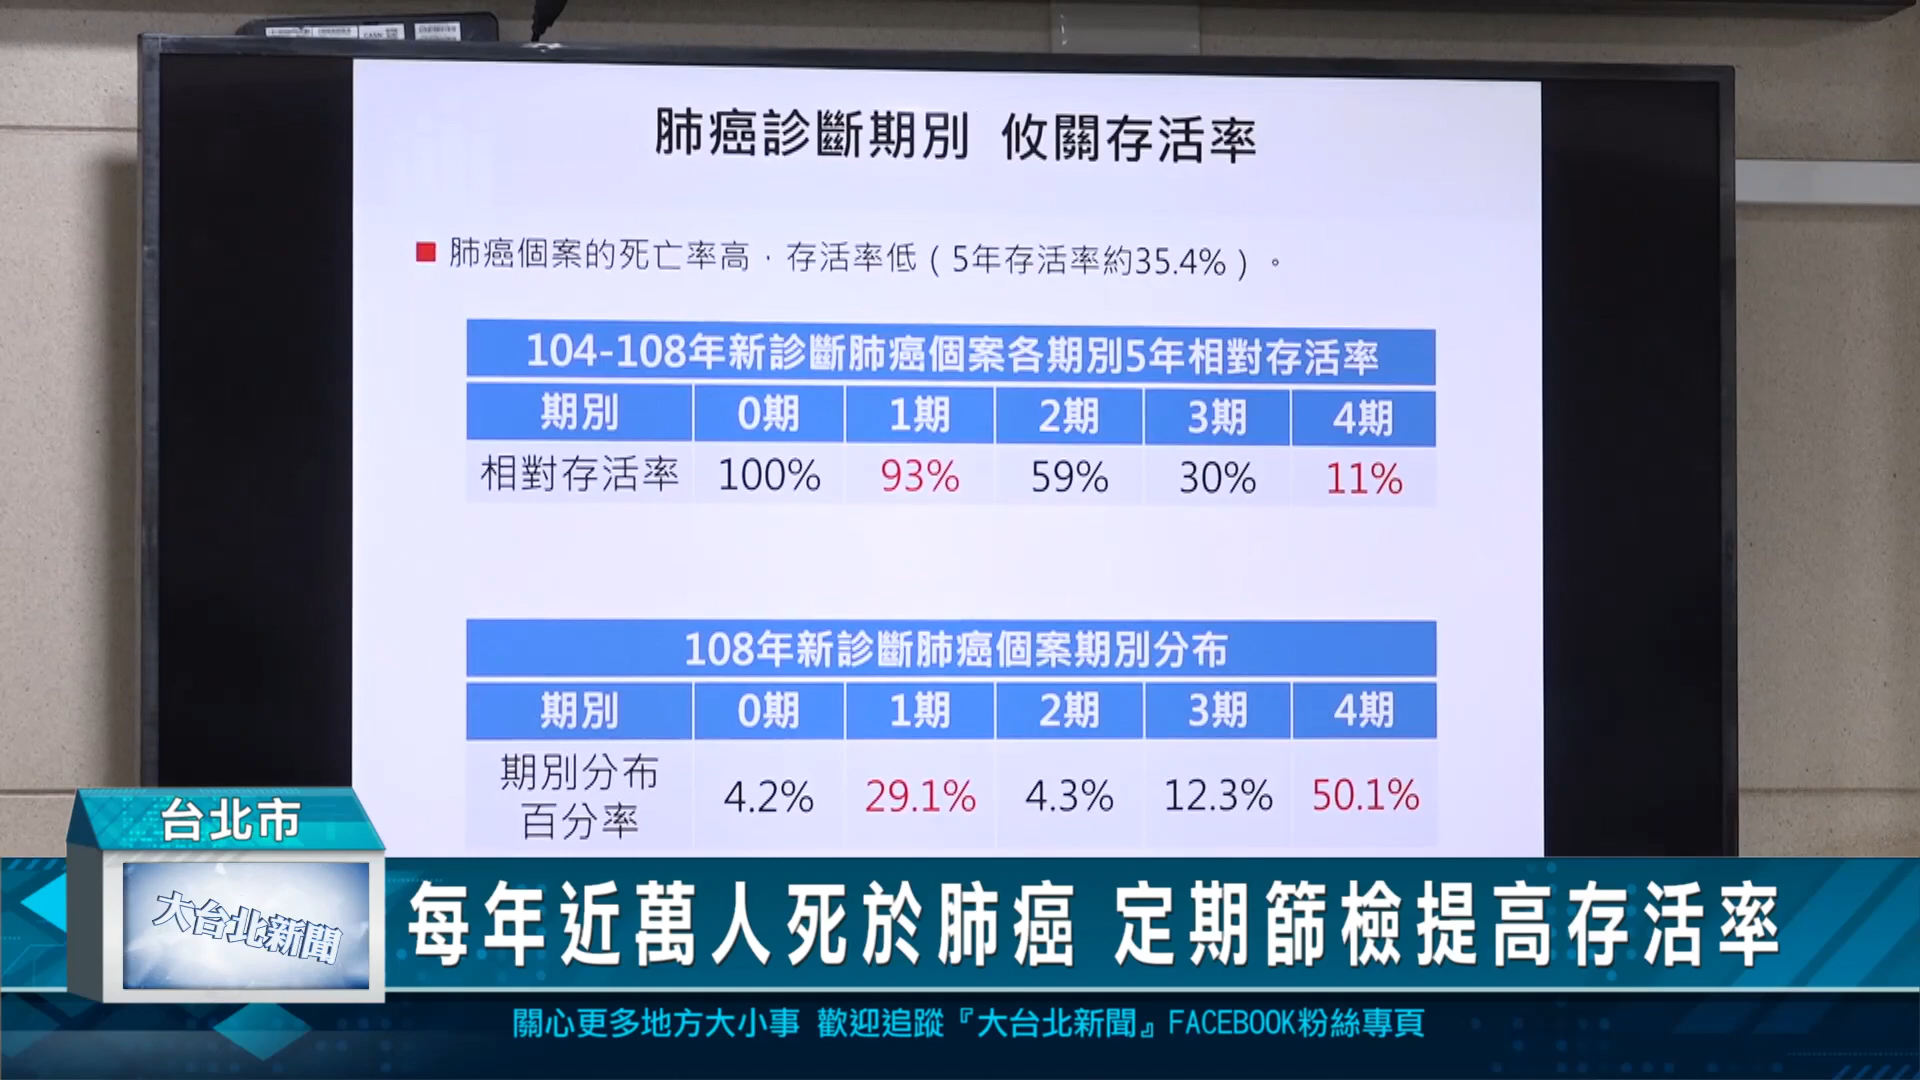 肺癌診斷期別 攸關存活率
肺癌個案的死亡率高，存活率低（5年存活率約35.4%）。
104-108年新診斷肺癌個案各期別5年相對存活率
期別 0期 1期 2期 3期 4期
相對存活率 100% 93% 59% 30% 11%
108年新診斷肺癌個案期別分布
期別 0期 1期 2期 3期 4期
期別分布
百分率 4.2% 29.1% 4.3% 12.3% 50.1%
台北市
大台北新聞
每年近萬人死於肺癌 定期篩檢提高存活率
關心更多地方大小事 歡迎追蹤『大台北新聞』FACEBOOK粉絲專頁